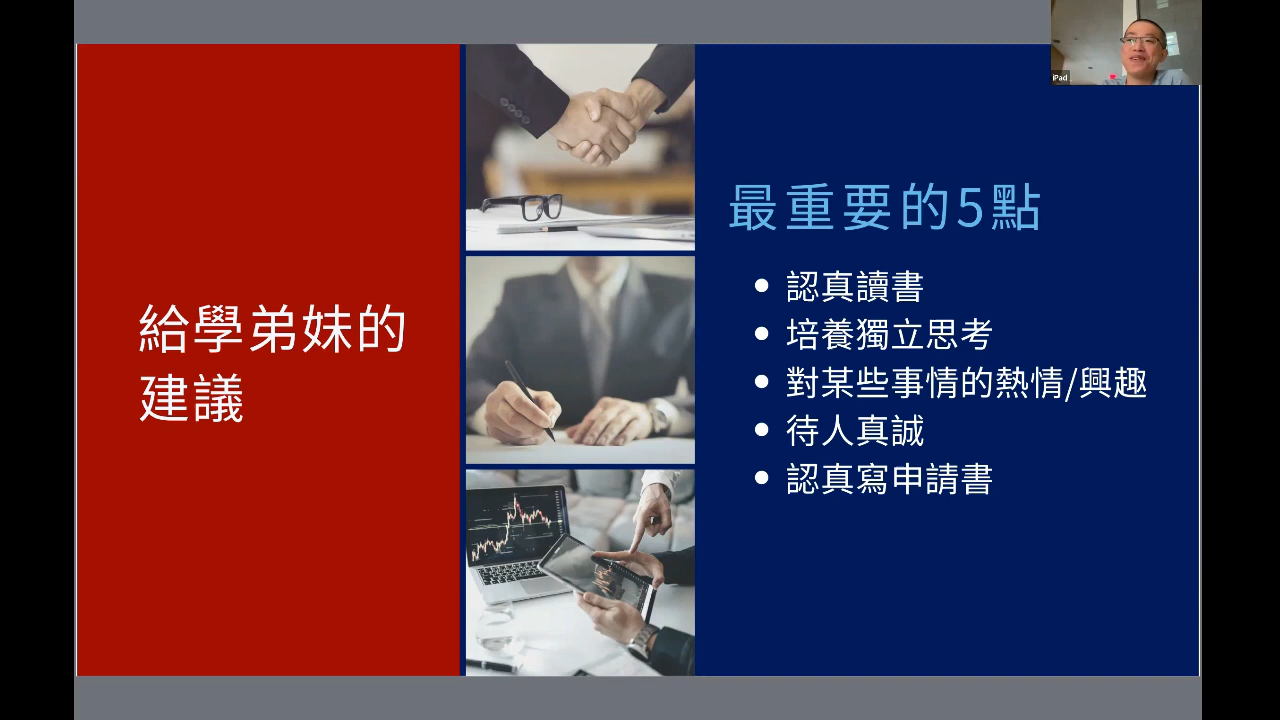 iPad
給學弟妹的
建議
最重要的5點
認真讀書
培養獨立思考
對某些事情的熱情/興趣
待人真誠
認真寫申請書